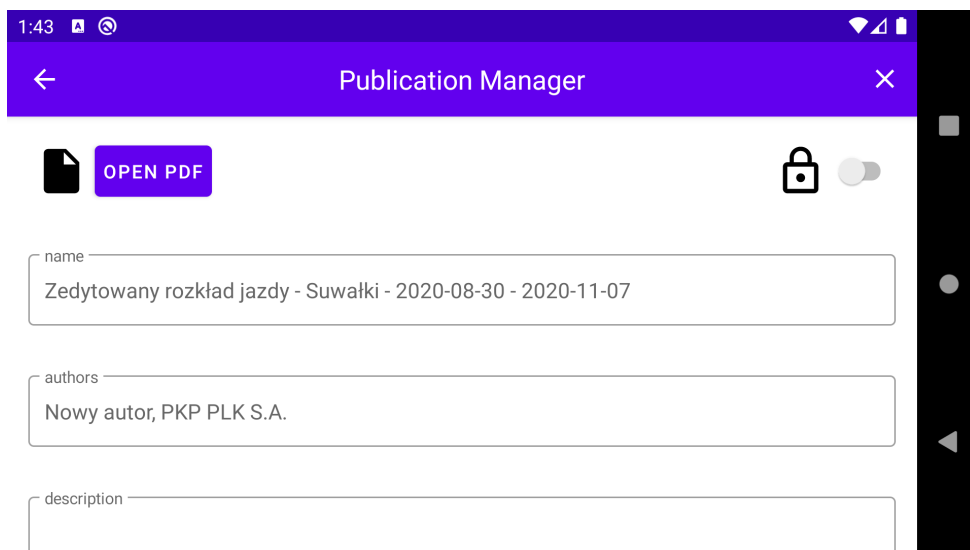 1:43
Publication Manager
OPEN PDF
name
Zedytowany rozkład jazdy - Suwałki - 2020-08-30 - 2020-11-07
authors
Nowy autor, PKP PLK S.A.
description